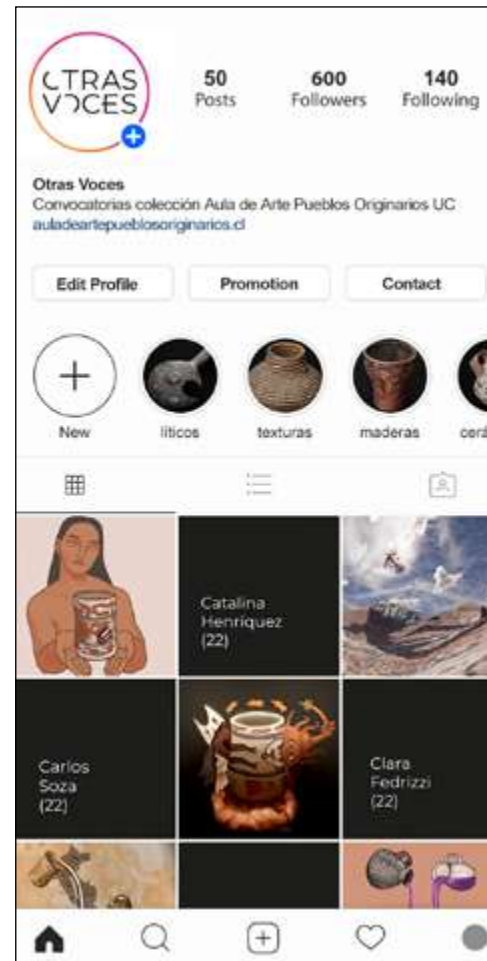 OTRAS
VOCES
50
Posts
600
Followers
140
Following
Otras Voces
Convocatorias colección Aula de Arte Pueblos Originarios UC
auladeartepueblosoriginarios.cl
Edit Profile
Promotion
Contact
New
líticos
texturas
maderas
cerá
Catalina
Henríquez
(22)
Carlos
Soza
(22)
Clara
Fedrizzi
(22)